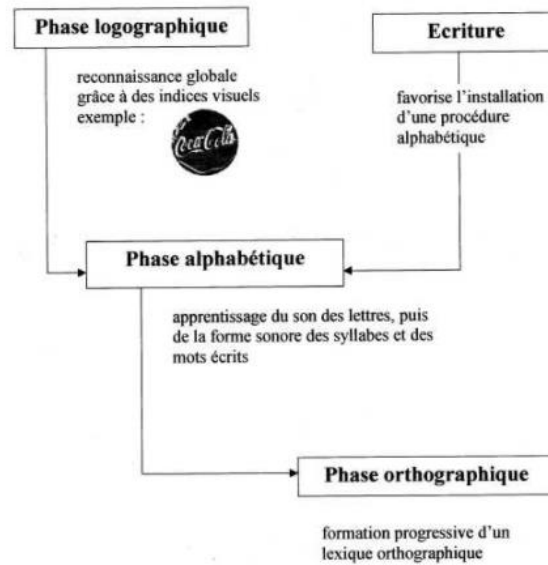 Phase logographique
reconnaissance globale
grâce à des indices visuels
exemple :
Coca-Cola
Ecriture
favorise l'installation
d'une procédure
alphabétique
Phase alphabétique
apprentissage du son des lettres, puis
de la forme sonore des syllabes et des
mots écrits
Phase orthographique
formation progressive d'un
lexique orthographique